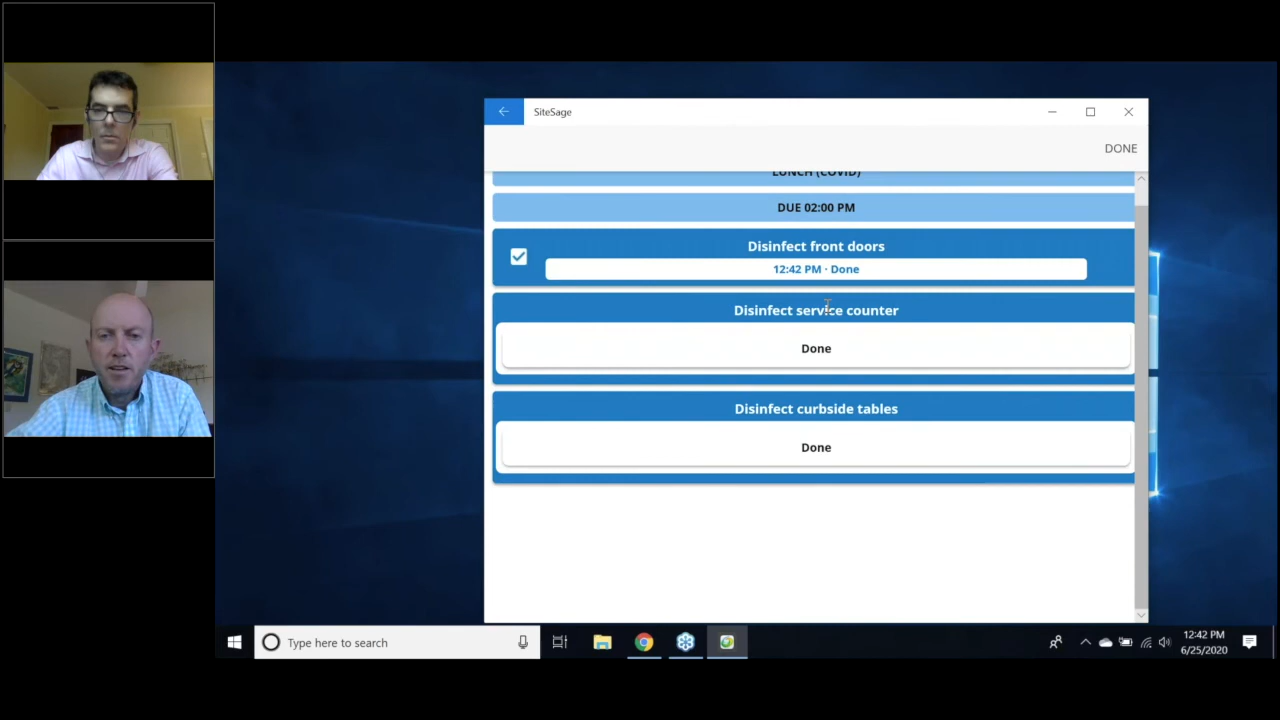 SiteSage
DONE
LUNCH (COVID)
DUE 02:00 PM
Disinfect front doors
12:42 PM · Done
Disinfect service counter
Done
Disinfect curbside tables
Done
Type here to search
12:42 PM
6/25/2020